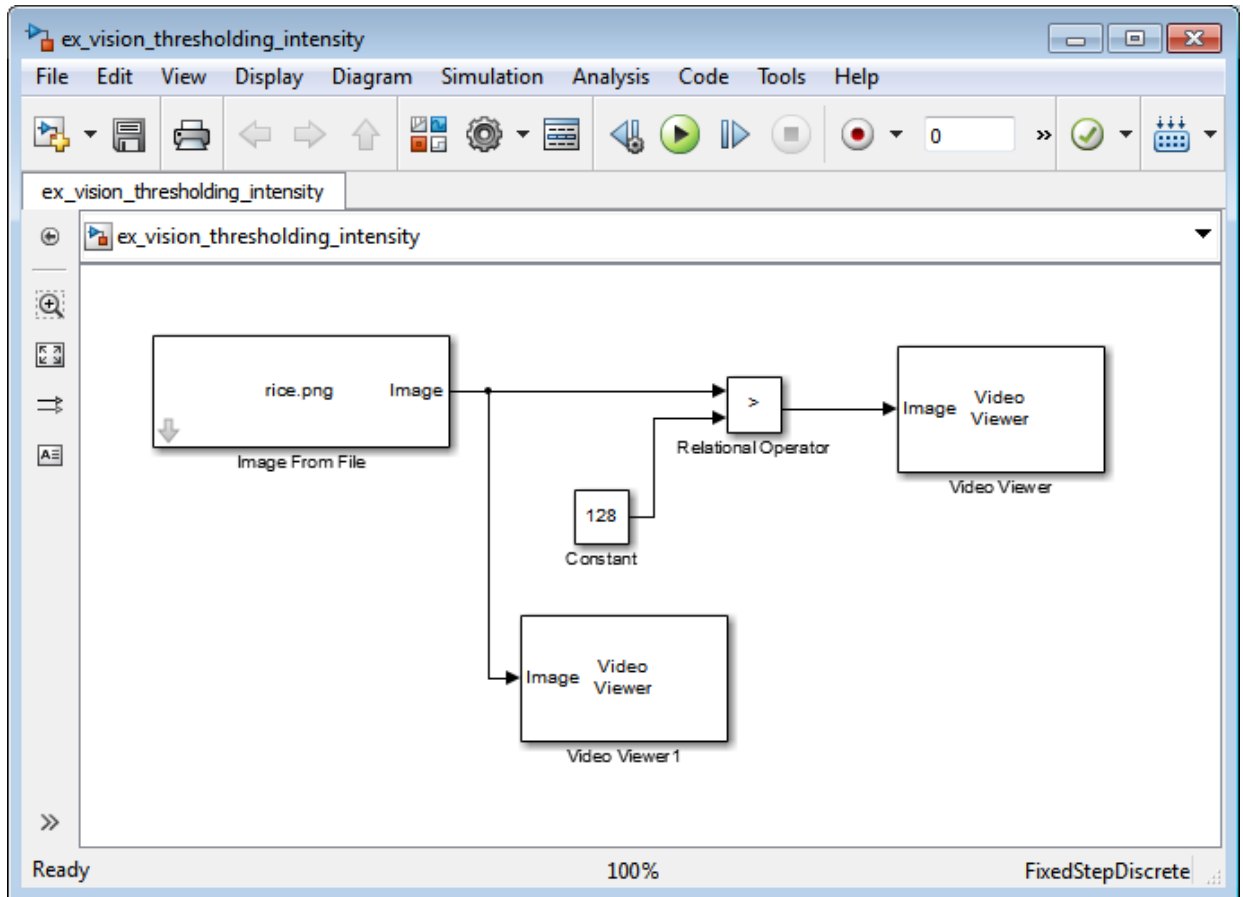 ex_vision_thresholding_intensity
File Edit View Display Diagram Simulation Analysis Code Tools Help
0 »
ex_vision_thresholding_intensity
ex_vision_thresholding_intensity
rice.png Image
Image From File
>
Relational Operator
Image Video
Viewer
Video Viewer
128
Constant
Image Video
Viewer
Video Viewer1
Ready 100% FixedStepDiscrete